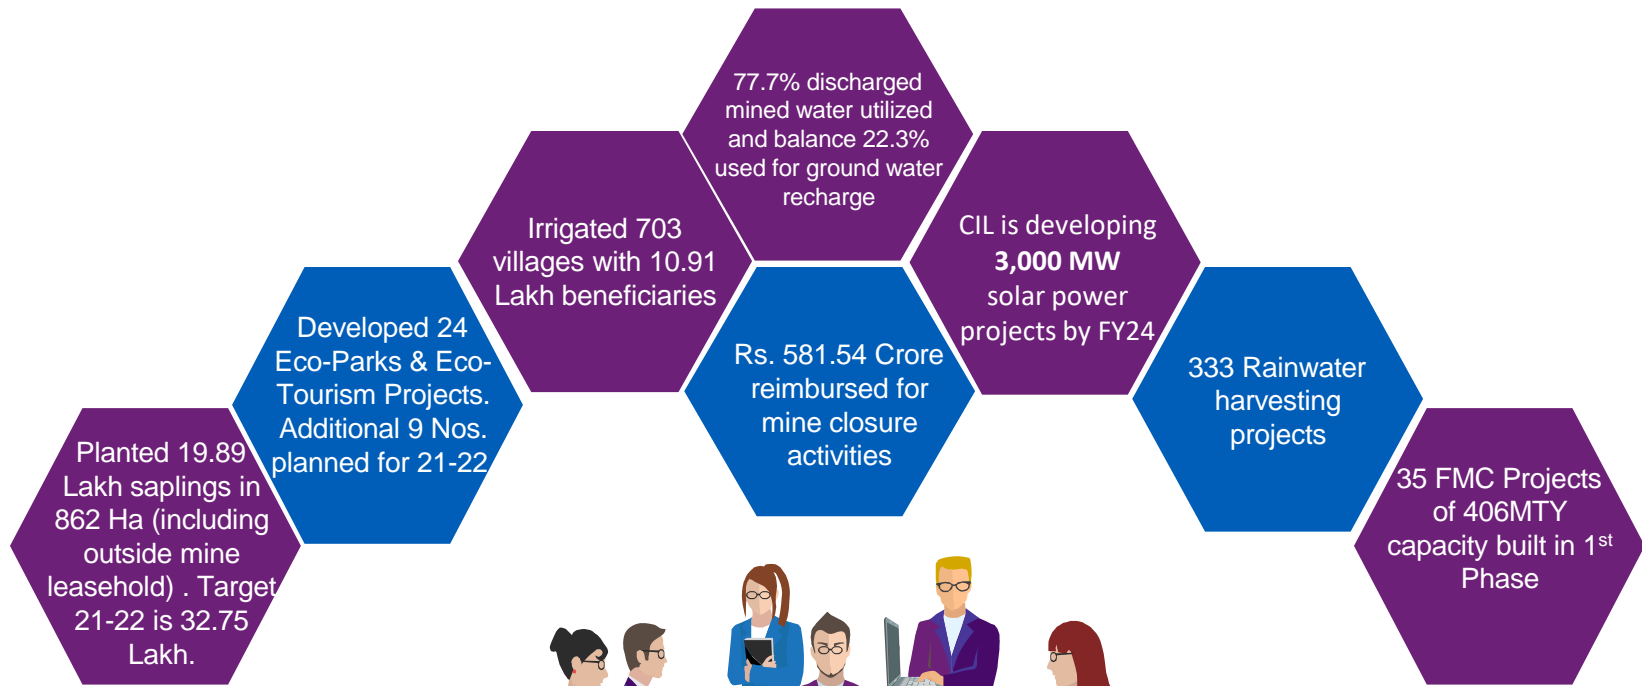 Planted 19.89
Lakh saplings in
862 Ha (including
outside mine
leasehold) . Target
21-22 is 32.75
Lakh.
Developed 24
Eco-Parks & Eco-
Tourism Projects.
Additional 9 Nos.
planned for 21-22
Irrigated 703
villages with 10.91
Lakh beneficiaries
77.7% discharged
mined water utilized
and balance 22.3%
used for ground water
recharge
Rs. 581.54 Crore
reimbursed for
mine closure
activities
CIL is developing
3,000 MW
solar power
projects by FY24
333 Rainwater
harvesting
projects
35 FMC Projects
of 406MTY
capacity built in 1st
Phase